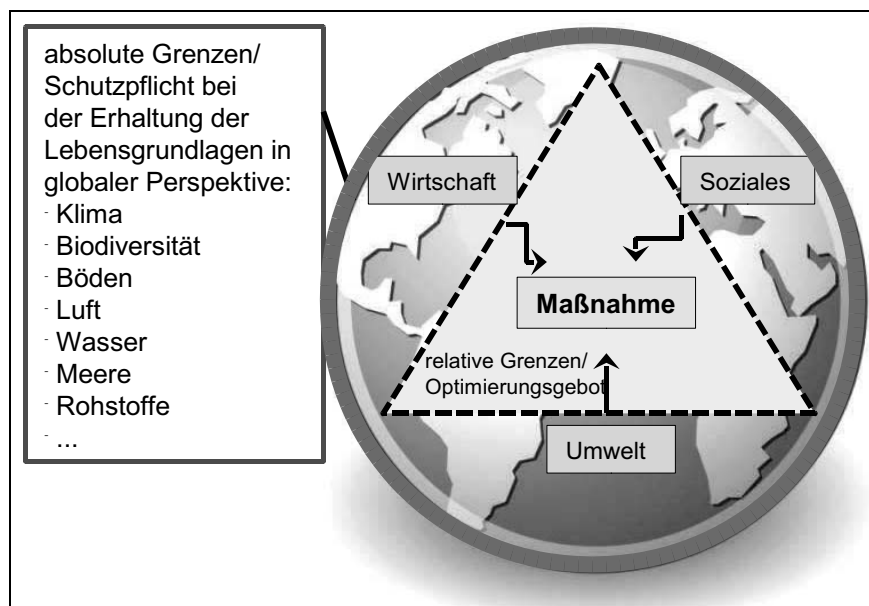 absolute Grenzen/
Schutzpflicht bei
der Erhaltung der
Lebensgrundlagen in
globaler Perspektive:
- Klima
- Biodiversität
- Böden
- Luft
- Wasser
- Meere
- Rohstoffe
- ...
Wirtschaft
Soziales
Maßnahme
relative Grenzen/
Optimierungsgebot
Umwelt